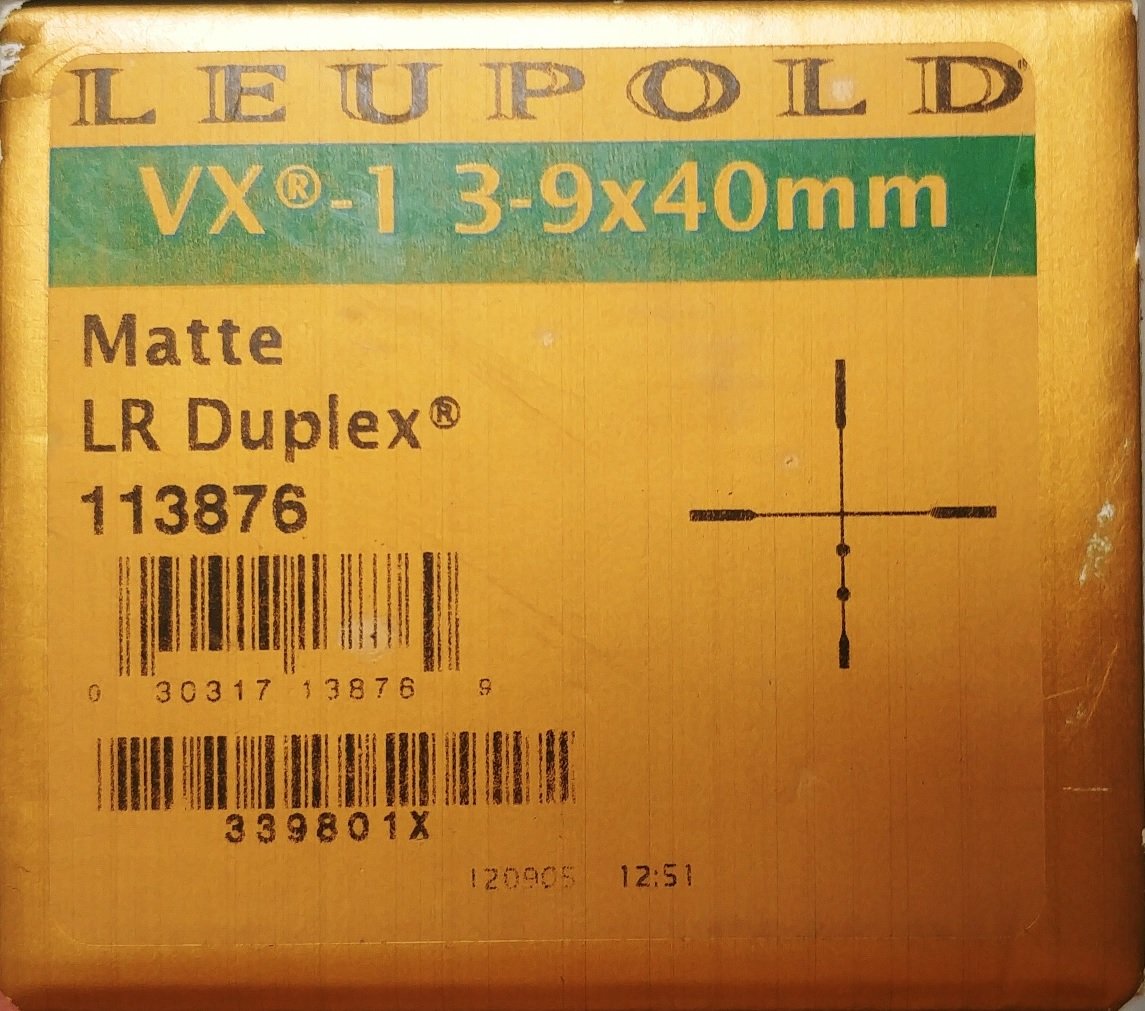 LEUPOLD®
VX®-1 3-9x40mm
Matte
LR Duplex®
113876
0 30317 13876 9
339801X
120905 12:51